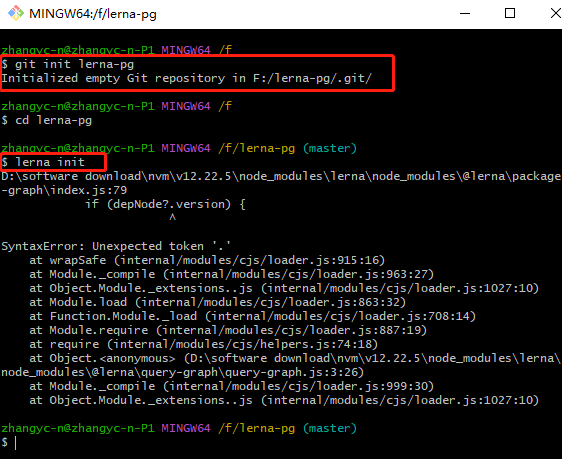 MINGW64:/f/lerna-pg
zhangyc-n@zhangyc-n-P1 MINGW64 /f
$ git init lerna-pg
Initialized empty Git repository in F:/lerna-pg/.git/
zhangyc-n@zhangyc-n-P1 MINGW64 /f
$ cd lerna-pg
zhangyc-n@zhangyc-n-P1 MINGW64 /f/lerna-pg (master)
$ lerna init
D:\software download\nvm\v12.22.5\node_modules\lerna\node_modules\@lerna\package
-graph\index.js:79
if (depNode?.version) {
^
SyntaxError: Unexpected token '.'
at wrapSafe (internal/modules/cjs/loader.js:915:16)
at Module._compile (internal/modules/cjs/loader.js:963:27)
at Object.Module._extensions..js (internal/modules/cjs/loader.js:1027:10)
at Module.load (internal/modules/cjs/loader.js:863:32)
at Function.Module._load (internal/modules/cjs/loader.js:708:14)
at Module.require (internal/modules/cjs/loader.js:887:19)
at require (internal/modules/cjs/helpers.js:74:18)
at Object.<anonymous> (D:\software download\nvm\v12.22.5\node_modules\lerna\
node_modules\@lerna\query-graph\query-graph.js:3:26)
at Module._compile (internal/modules/cjs/loader.js:999:30)
at Object.Module._extensions..js (internal/modules/cjs/loader.js:1027:10)
zhangyc-n@zhangyc-n-P1 MINGW64 /f/lerna-pg (master)
$